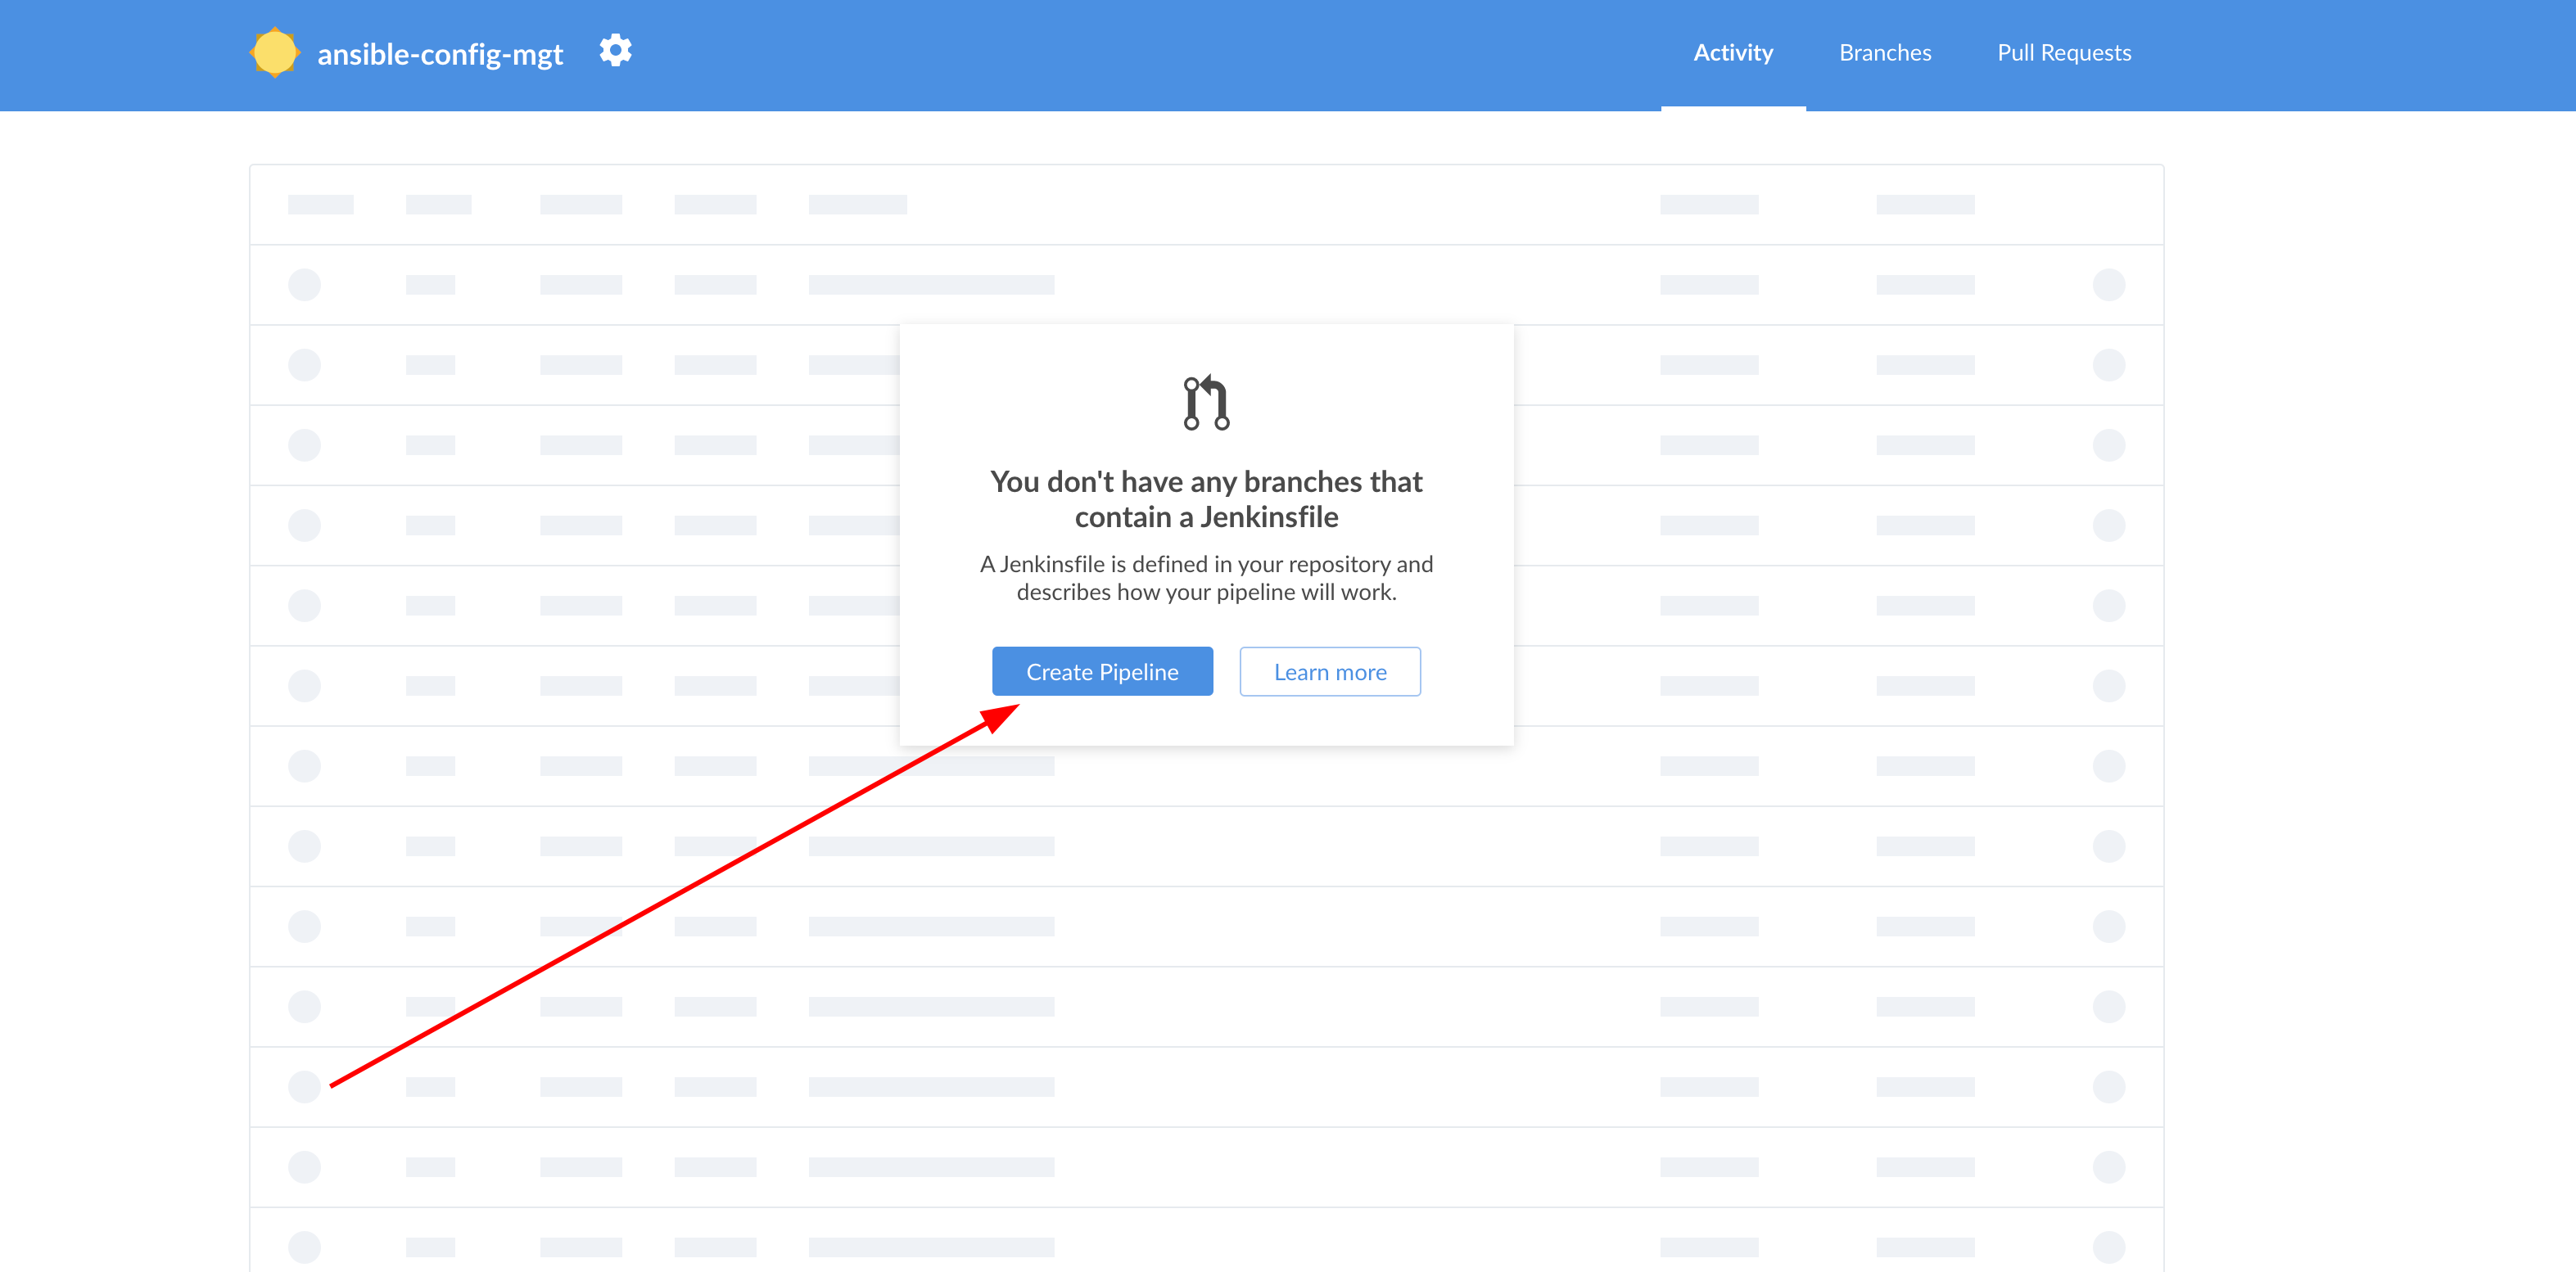 ansible-config-mgt
Activity Branches Pull Requests
You don't have any branches that
contain a Jenkinsfile
A Jenkinsfile is defined in your repository and
describes how your pipeline will work.
Create Pipeline Learn more